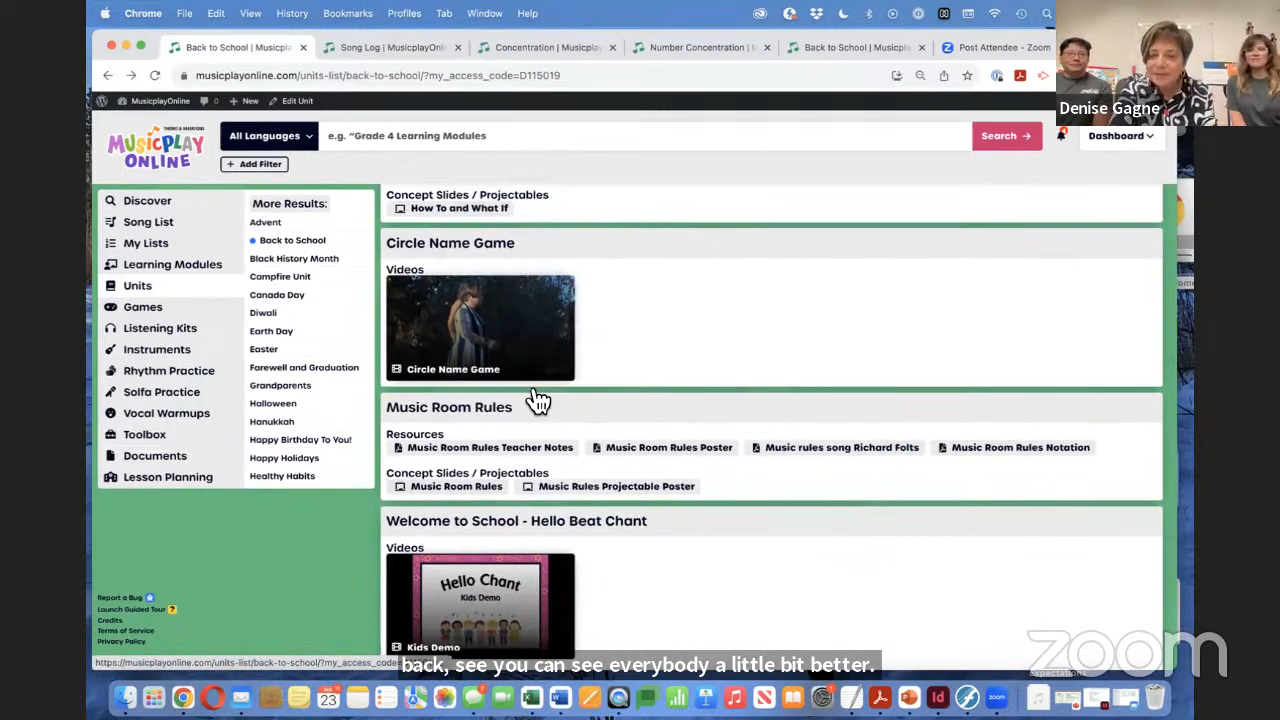 Chrome File Edit View History Bookmarks Profiles Tab Window Help
Back to School | Musicpla
Song Log | MusicplayOnli
Concentration | Musicplay
Number Concentration | M
Back to School | Musicpla
Post Attendee - Zoom
musicplayonline.com/units-list/back-to-school/?my_access_code=D115019
MusicplayOnline 0 + New Edit Unit
Denise Gagne
THEMES & VARIATIONS
MUSICPLAY
ONLINE
All Languages
e.g. "Grade 4 Learning Modules
Search →
Dashboard
+ Add Filter
Discover
Song List
My Lists
Learning Modules
Units
Games
Listening Kits
Instruments
Rhythm Practice
Solfa Practice
Vocal Warmups
Toolbox
Documents
Lesson Planning
More Results:
Advent
Back to School
Black History Month
Campfire Unit
Canada Day
Diwali
Earth Day
Easter
Farewell and Graduation
Grandparents
Halloween
Hanukkah
Happy Birthday To You!
Happy Holidays
Healthy Habits
Concept Slides / Projectables
How To and What If
Circle Name Game
Videos
Circle Name Game
Music Room Rules
Resources
Music Room Rules Teacher Notes
Music Room Rules Poster
Music rules song Richard Folts
Music Room Rules Notation
Concept Slides / Projectables
Music Room Rules
Music Rules Projectable Poster
Welcome to School - Hello Beat Chant
Videos
Hello Chant
Kids Demo
Kids Demo
Report a Bug
Launch Guided Tour ?
Credits
Terms of Service
Privacy Policy
https://musicplayonline.com/units-list/back-to-school/?my_access_code
back, see you can see everybody a little bit better.
zoom
Expectations
23